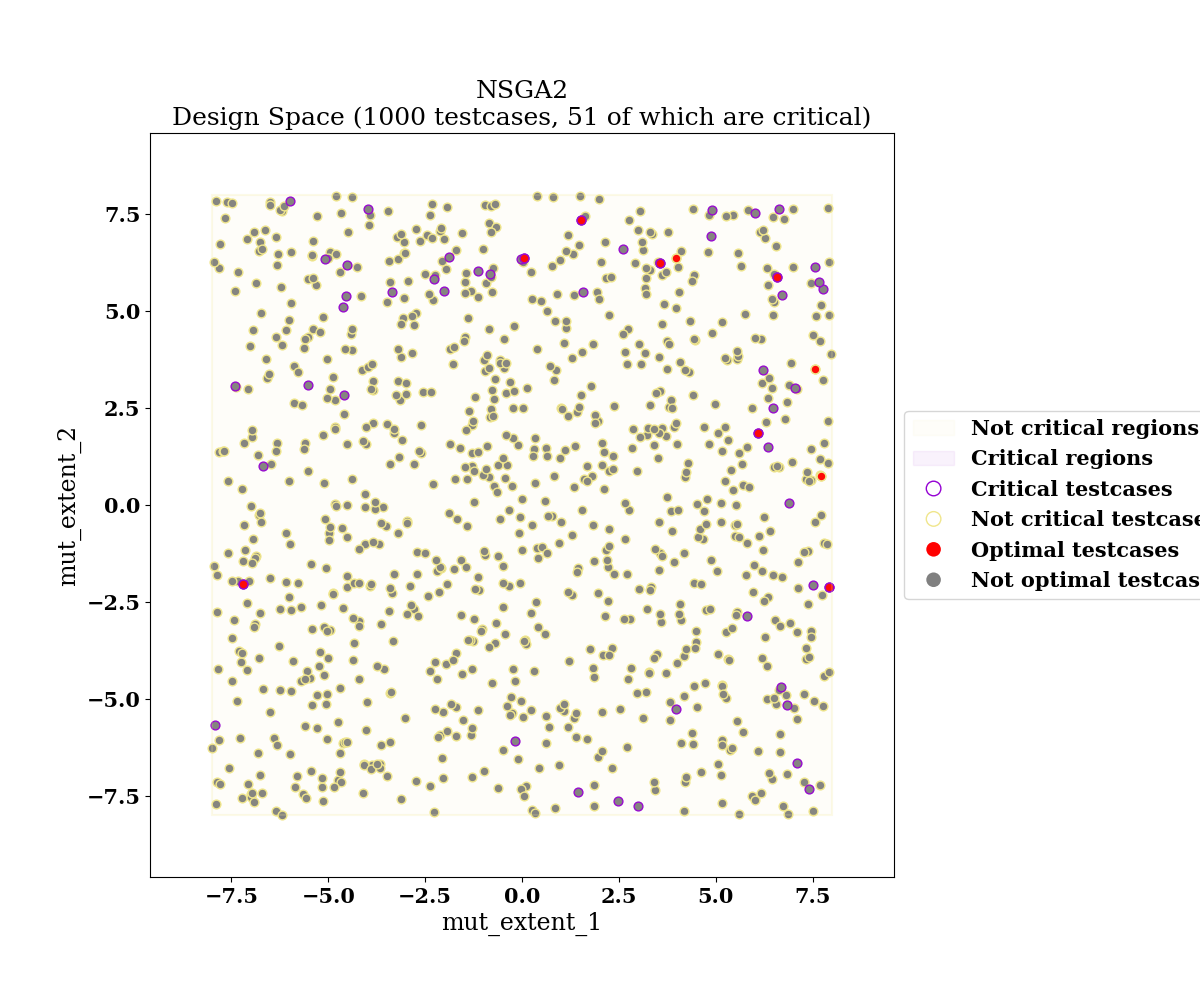 NSGA2
Design Space (1000 testcases, 51 of which are critical)
7.5
5.0
2.5
0.0
−2.5
−5.0
−7.5
mut_extent_2
−7.5 −5.0 −2.5 0.0 2.5 5.0 7.5
mut_extent_1
Not critical regions
Critical regions
Critical testcases
Not critical testcase
Optimal testcases
Not optimal testcas